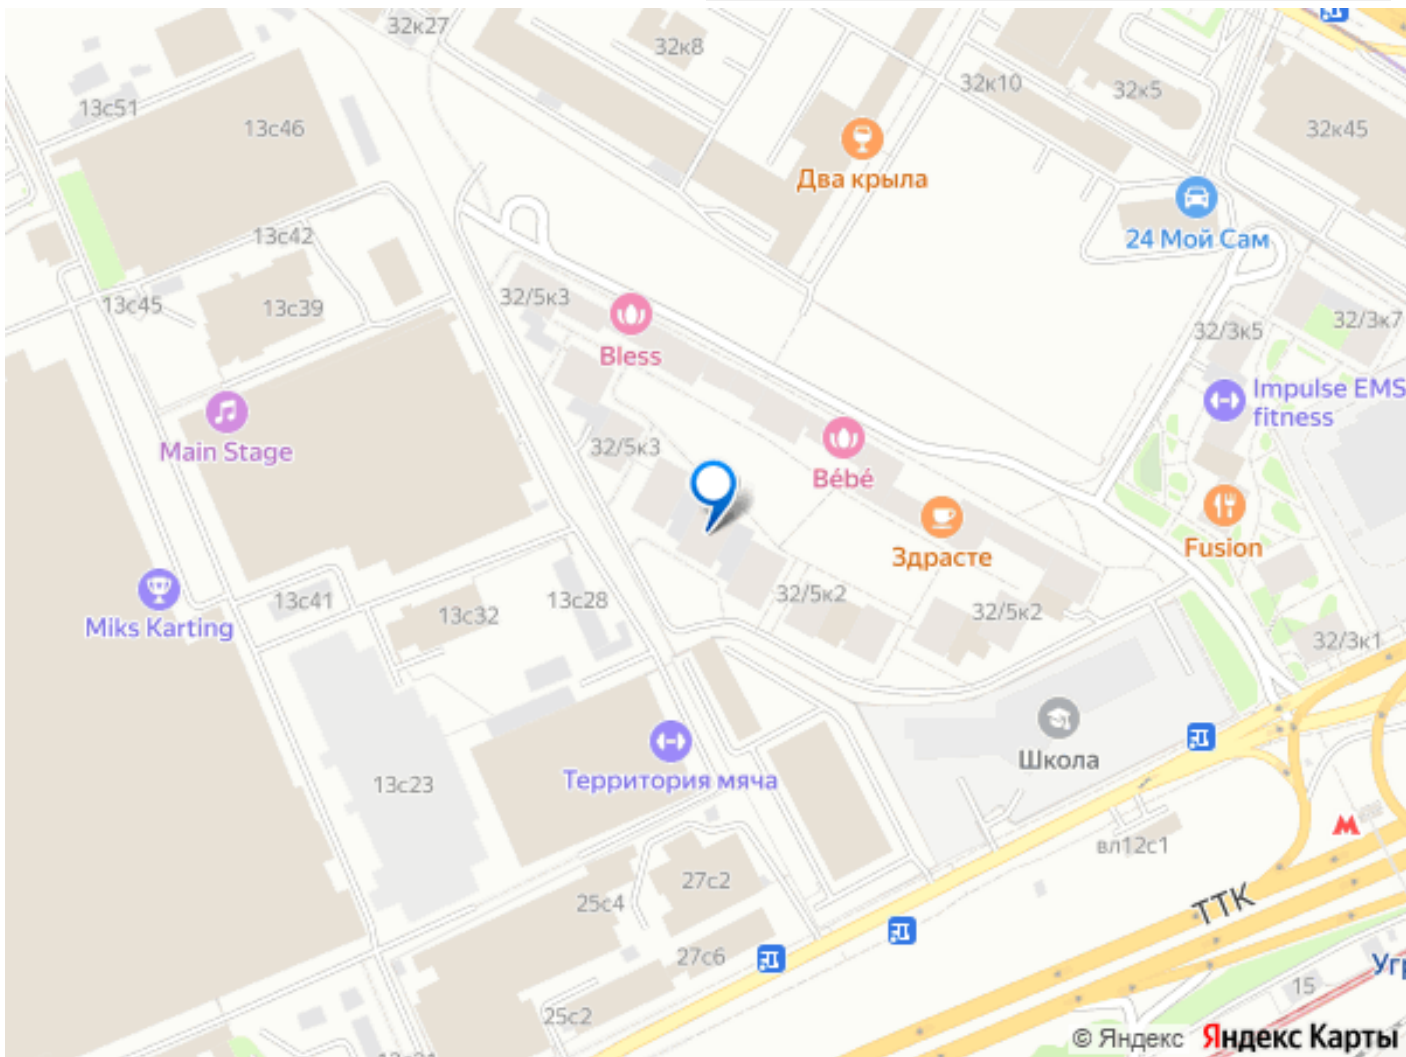 32к27
32к8
32к10
32к5
32к45
13с51
13с46
Два крыла
24 Мой Сам
13с42
13с45
13с39
32/5к3
Bless
32/3к5
32/3к7
Impulse EMS
fitness
Main Stage
32/5к3
Bébé
Здрасте
Fusion
Miks Karting
13с41
13с32
13с28
32/5к2
32/5к2
32/3к1
Школа
Территория мяча
13с23
вл12с1
27с2
25с4
ТТК
27с6
15
25с2
© Яндекс Яндекс Карты